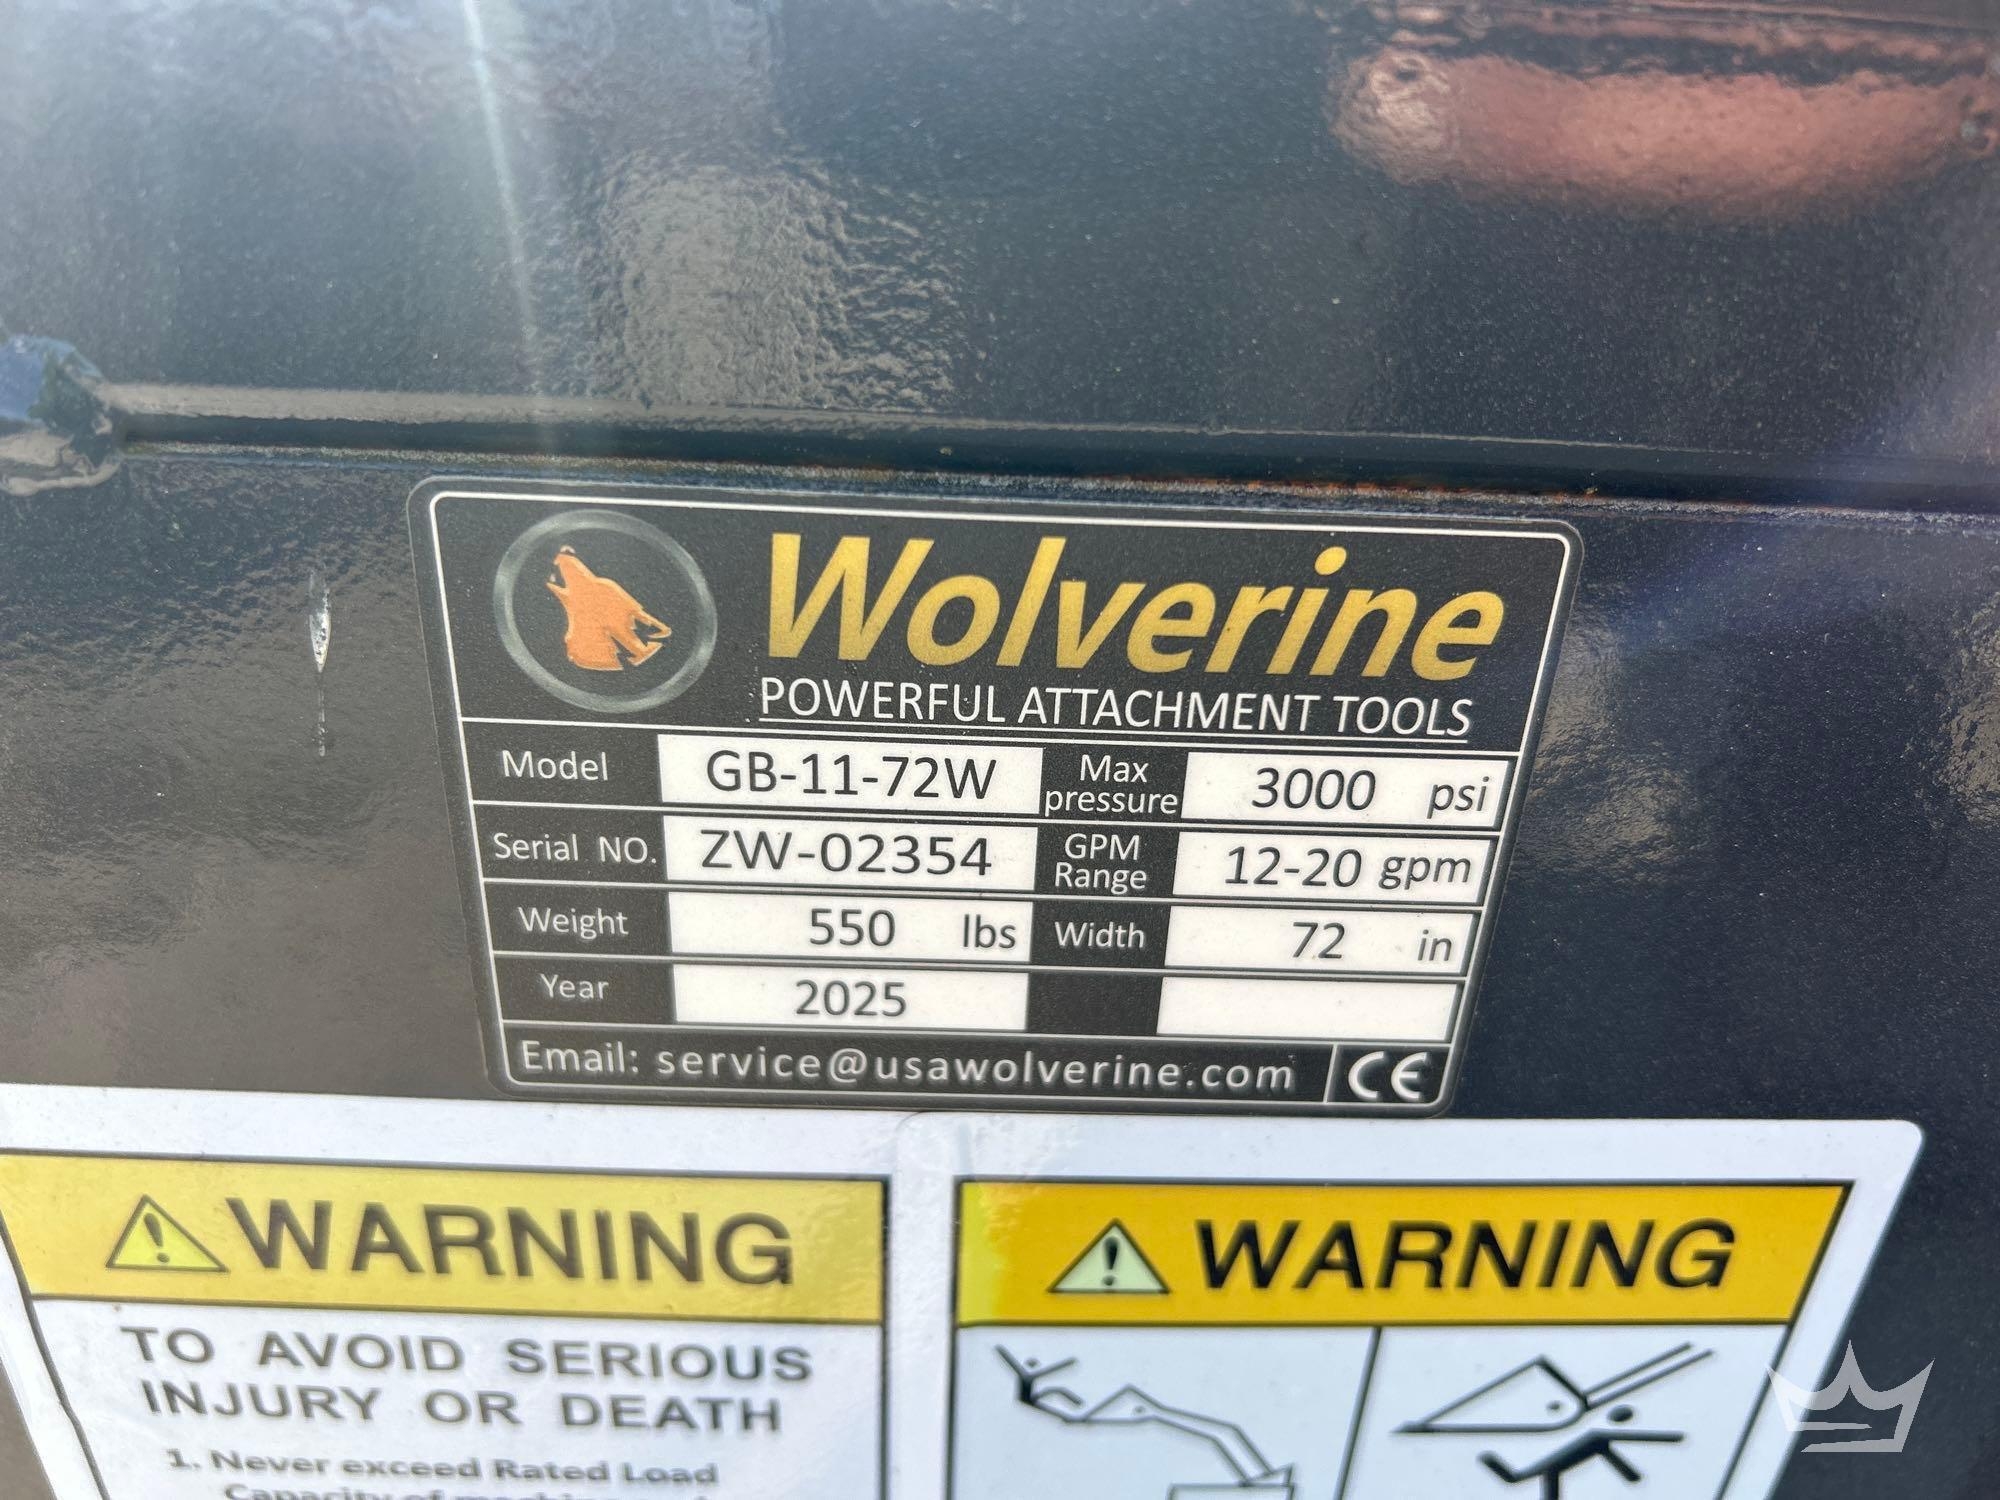 Wolverine
POWERFUL ATTACHMENT TOOLS
Model GB-11-72W Max pressure 3000 psi
Serial NO. ZW-02354 GPM Range 12-20 gpm
Weight 550 lbs Width 72 in
Year 2025
Email: service@usawolverine.com CE
WARNING
TO AVOID SERIOUS
INJURY OR DEATH
1. Never exceed Rated Load
Capacity of
WARNING